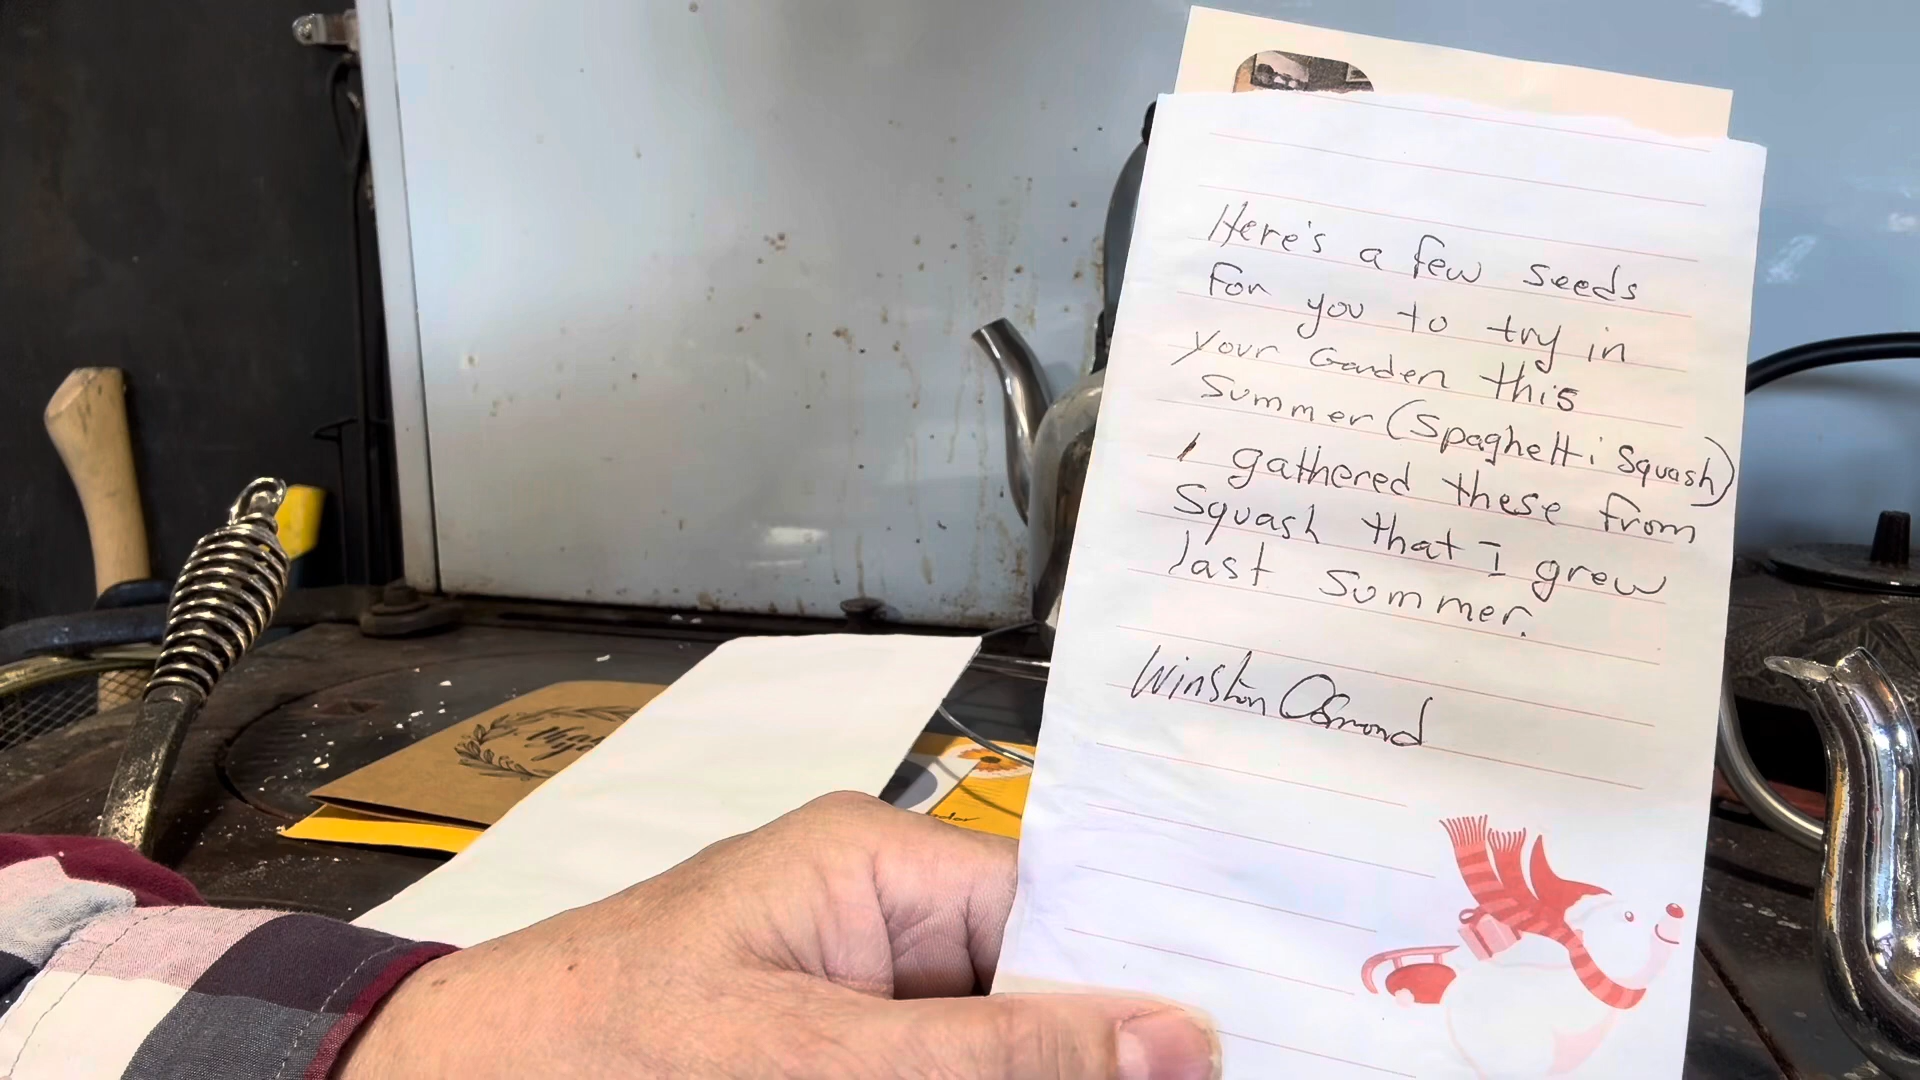 Here's a few seeds
For you to try in
your Garden this
Summer (Spaghetti Squash)
I gathered these from
Squash that I grew
last Summer.
Winston Osmond